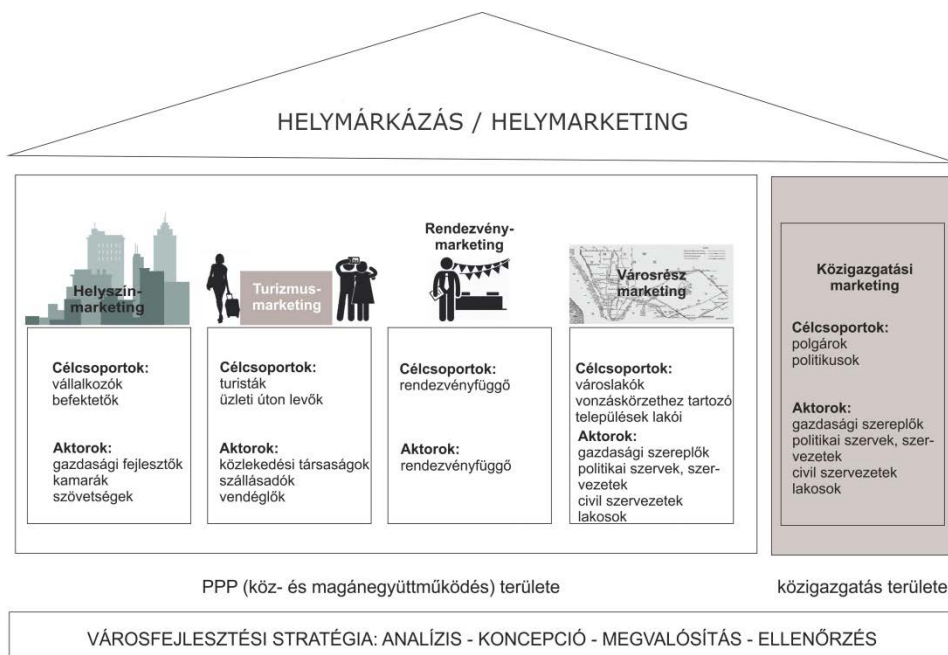 HELYMÁRKÁZÁS / HELYMARKETING
Helyszín-
marketing
Célcsoportok:
vállalkozók
befektetők
Aktorok:
gazdasági fejlesztők
kamarák
szövetségek
Turizmus-
marketing
Célcsoportok:
turisták
üzleti úton levők
Aktorok:
közlekedési társaságok
szállásadók
vendéglők
Rendezvény-
marketing
Célcsoportok:
rendezvényfüggő
Aktorok:
rendezvényfüggő
Városrész
marketing
Célcsoportok:
városlakók
vonzáskörzethez tartozó
települések lakói
Aktorok:
gazdasági szereplők
politikai szervek, szer-
vezetek
civil szervezetek
lakosok
Közigazgatási
marketing
Célcsoportok:
polgárok
politikusok
Aktorok:
gazdasági szereplők
politikai szervek, szer-
vezetek
civil szervezetek
lakosok
PPP (köz- és magánegyüttműködés) területe
közigazgatás területe
VÁROSFEJLESZTÉSI STRATÉGIA: ANALÍZIS - KONCEPCIÓ - MEGVALÓSÍTÁS - ELLENŐRZÉS